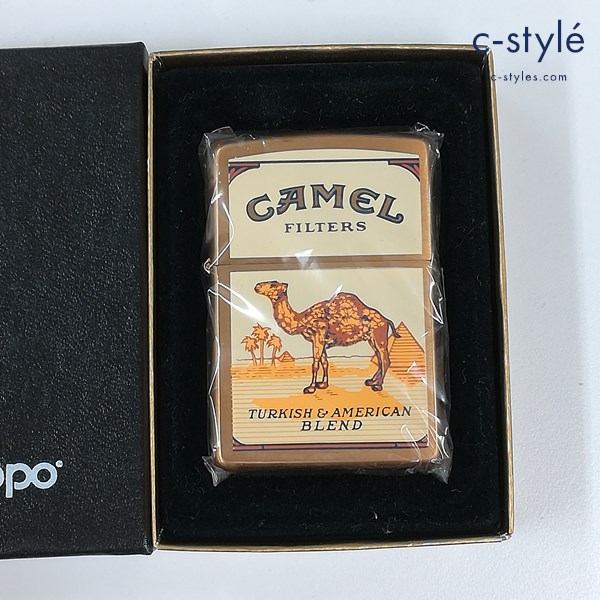 c-stylé
c-styles.com
CAMEL
FILTERS
TURKISH & AMERICAN
BLEND
ppo